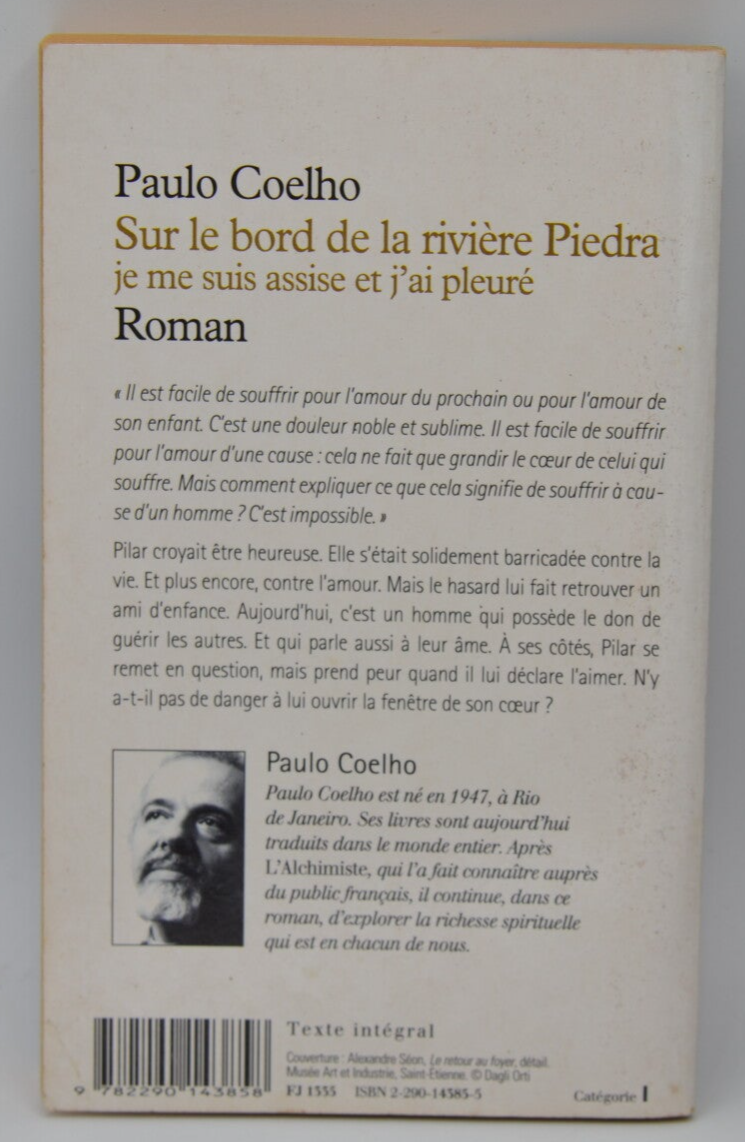 Paulo Coelho
Sur le bord de la rivière Piedra
je me suis assise et j'ai pleuré
Roman
« Il est facile de souffrir pour l'amour du prochain ou pour l'amour de
son enfant. C'est une douleur noble et sublime. Il est facile de souffrir
pour l'amour d'une cause : cela ne fait que grandir le cœur de celui qui
souffre. Mais comment expliquer ce que cela signifie de souffrir à cau-
se d'un homme ? C'est impossible. »
Pilar croyait être heureuse. Elle s'était solidement barricadée contre la
vie. Et plus encore, contre l'amour. Mais le hasard lui fait retrouver un
ami d'enfance. Aujourd'hui, c'est un homme qui possède le don de
guérir les autres. Et qui parle aussi à leur âme. À ses côtés, Pilar se
remet en question, mais prend peur quand il lui déclare l'aimer. N'y
a-t-il pas de danger à lui ouvrir la fenêtre de son cœur ?
Paulo Coelho
Paulo Coelho est né en 1947, à Rio
de Janeiro. Ses livres sont aujourd'hui
traduits dans le monde entier. Après
L'Alchimiste, qui l'a fait connaître auprès
du public français, il continue, dans ce
roman, d'explorer la richesse spirituelle
qui est en chacun de nous.
Texte intégral
Couverture : Alexandre Séon, Le retour au foyer, détail.
Musée Art et Industrie, Saint-Étienne. © Dagli Orti
9 782290 143858
FJ 1335 ISBN 2-290-14385-5
Catégorie I